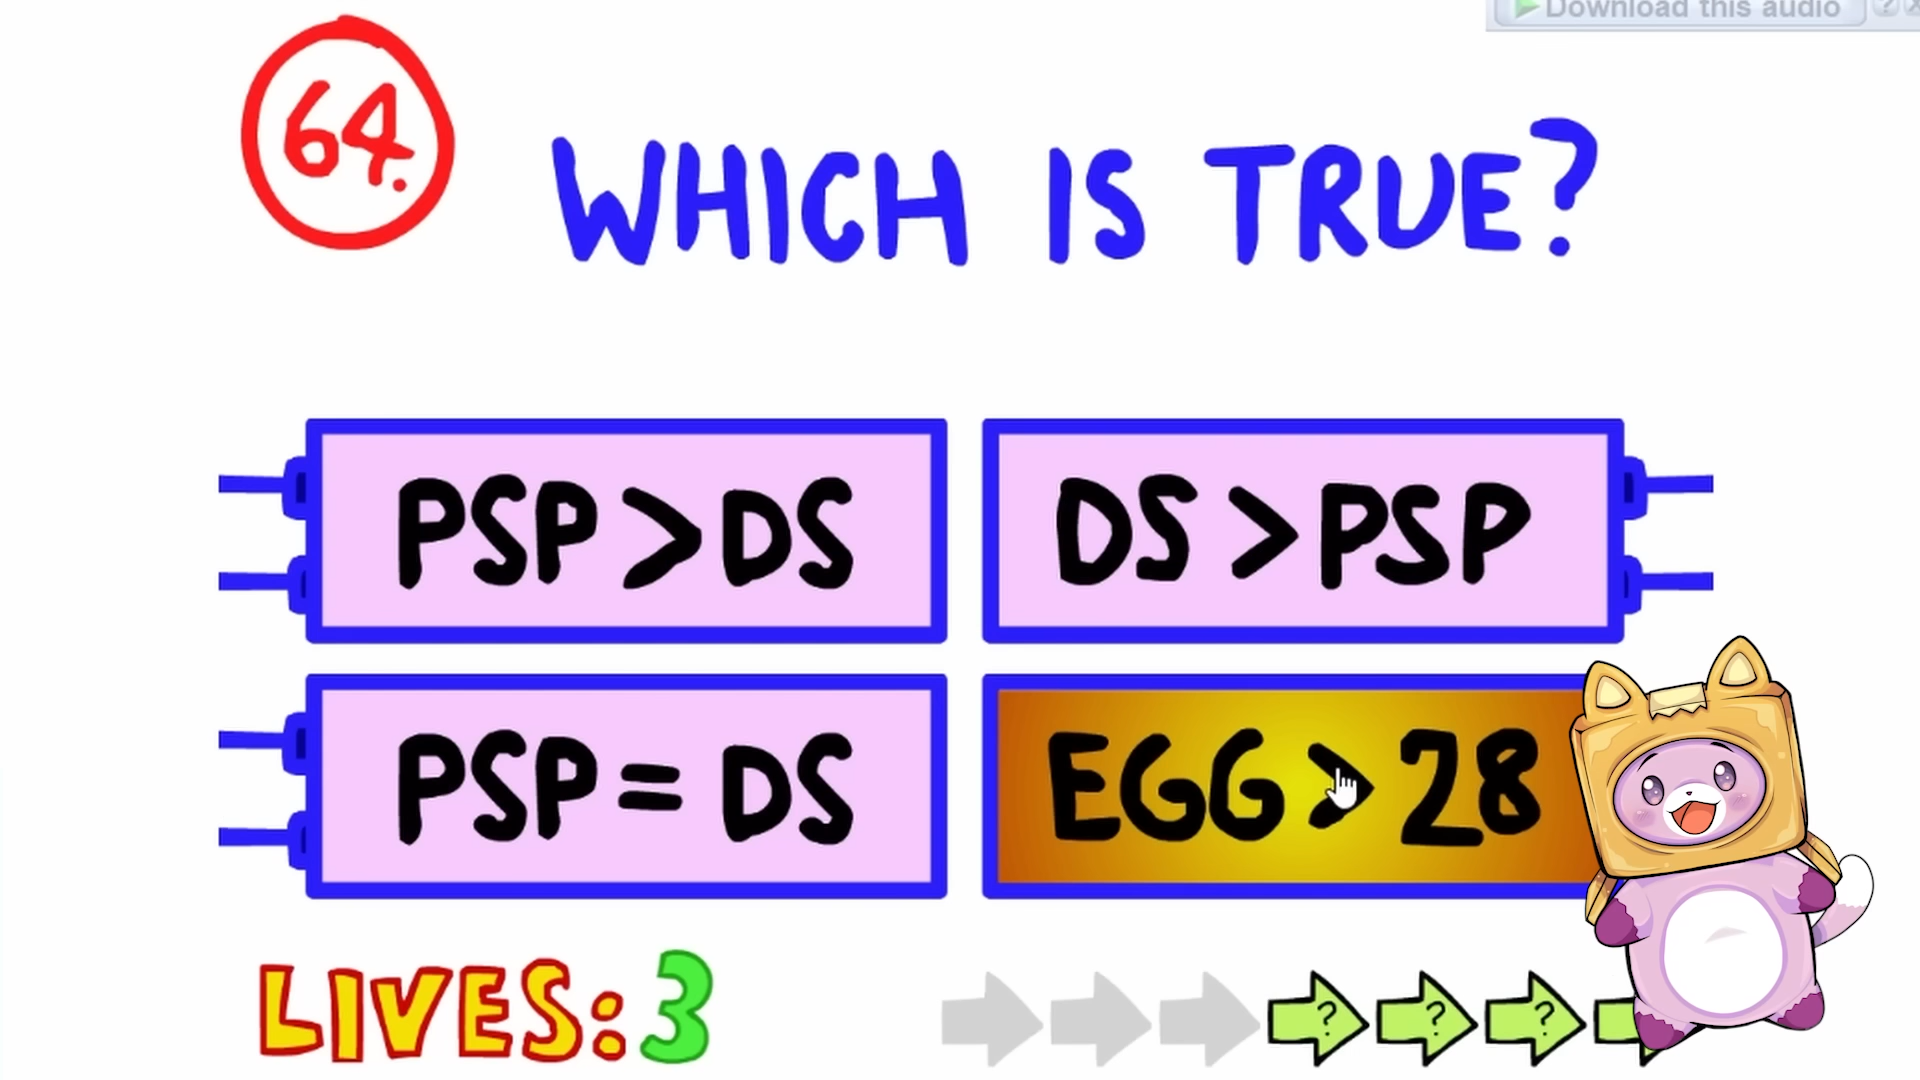 Download this audio ?
64.
WHICH IS TRUE?
PSP>DS
DS>PSP
PSP=DS
EGG>28
LIVES:3
? ? ?